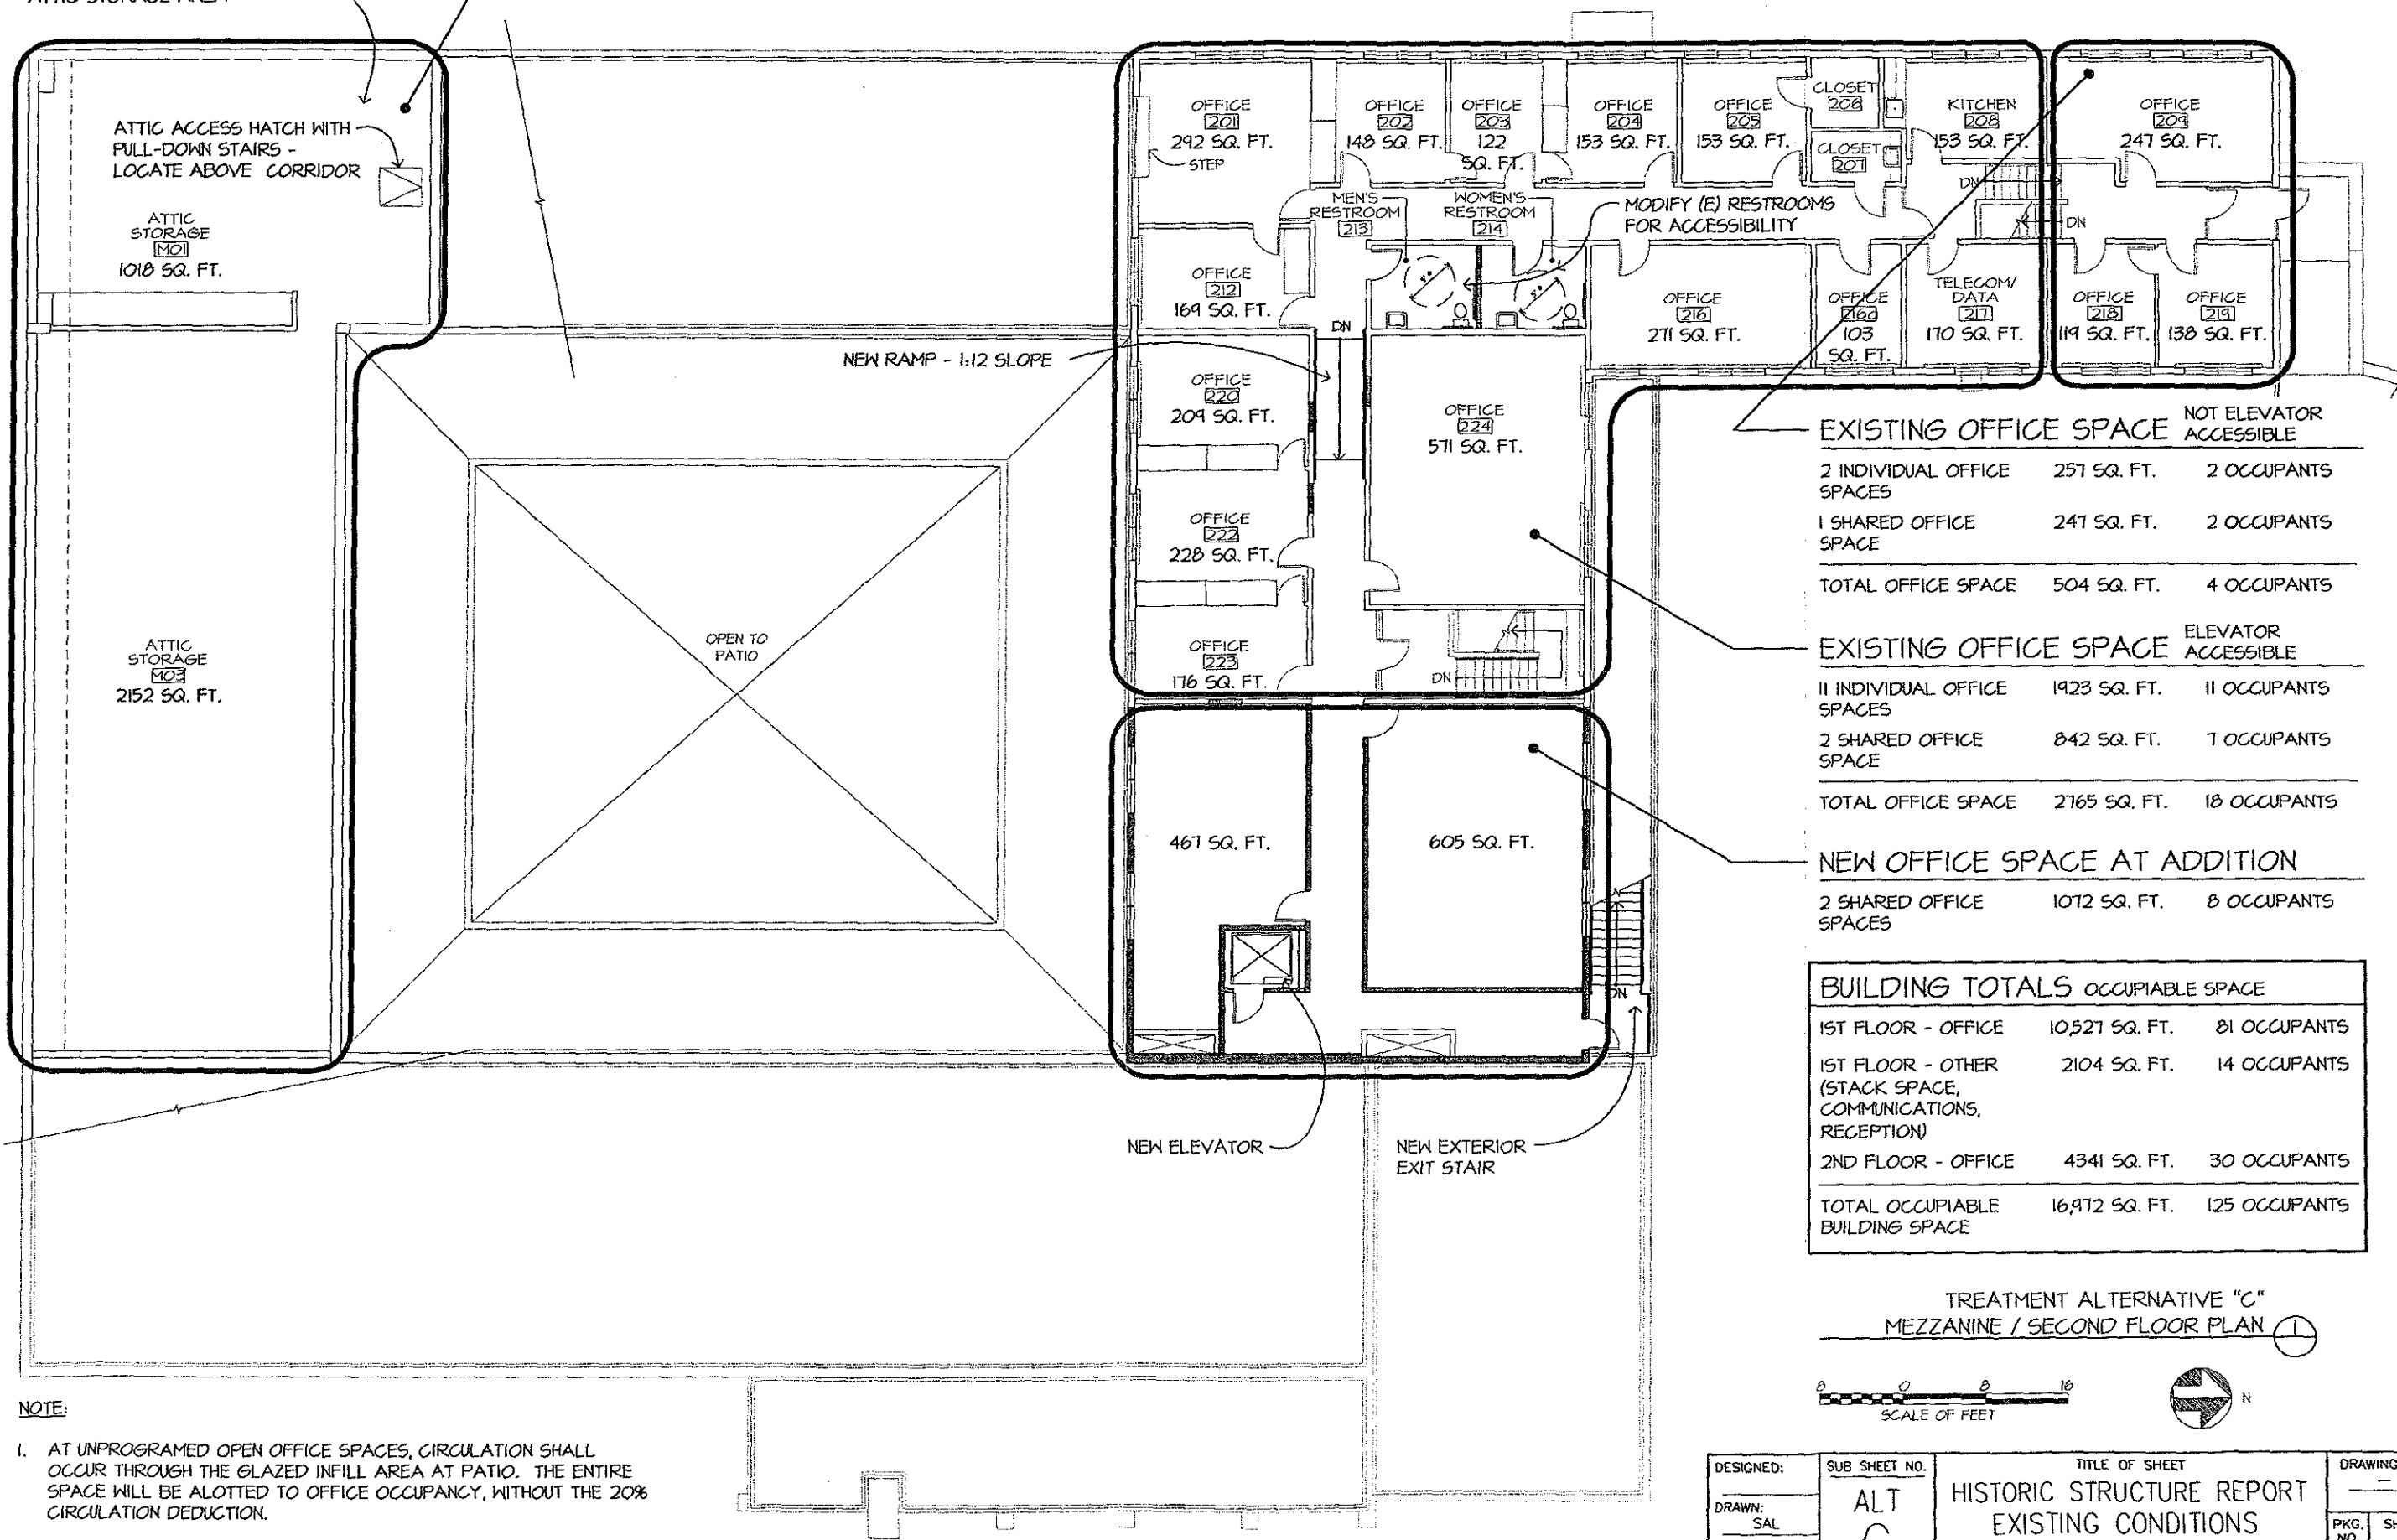 ATTIC STORAGE AREA
ATTIC ACCESS HATCH WITH
PULL-DOWN STAIRS -
LOCATE ABOVE CORRIDOR
ATTIC
STORAGE
M01
1018 SQ. FT.
ATTIC
STORAGE
M03
2152 SQ. FT.
OPEN TO
PATIO
NEW RAMP - 1:12 SLOPE
OFFICE
201
292 SQ. FT.
STEP
OFFICE
202
148 SQ. FT.
OFFICE
203
122
SQ. FT.
OFFICE
204
153 SQ. FT.
OFFICE
205
153 SQ. FT.
CLOSET
206
CLOSET
207
KITCHEN
208
153 SQ. FT.
OFFICE
209
247 SQ. FT.
MEN'S
RESTROOM
213
WOMEN'S
RESTROOM
214
MODIFY (E) RESTROOMS
FOR ACCESSIBILITY
DN
DN
OFFICE
212
169 SQ. FT.
5'
5'
DN
OFFICE
216
271 SQ. FT.
OFFICE
216a
103
SQ. FT.
TELECOM/
DATA
217
170 SQ. FT.
OFFICE
218
119 SQ. FT.
OFFICE
219
138 SQ. FT.
OFFICE
220
209 SQ. FT.
OFFICE
224
571 SQ. FT.
OFFICE
222
228 SQ. FT.
OFFICE
223
176 SQ. FT.
DN
467 SQ. FT.
605 SQ. FT.
DN
NEW ELEVATOR
NEW EXTERIOR
EXIT STAIR
EXISTING OFFICE SPACE NOT ELEVATOR
ACCESSIBLE
2 INDIVIDUAL OFFICE 257 SQ. FT. 2 OCCUPANTS
SPACES
1 SHARED OFFICE 247 SQ. FT. 2 OCCUPANTS
SPACE
TOTAL OFFICE SPACE 504 SQ. FT. 4 OCCUPANTS
EXISTING OFFICE SPACE ELEVATOR
ACCESSIBLE
11 INDIVIDUAL OFFICE 1923 SQ. FT. 11 OCCUPANTS
SPACES
2 SHARED OFFICE 842 SQ. FT. 7 OCCUPANTS
SPACE
TOTAL OFFICE SPACE 2765 SQ. FT. 18 OCCUPANTS
NEW OFFICE SPACE AT ADDITION
2 SHARED OFFICE 1072 SQ. FT. 8 OCCUPANTS
SPACES
BUILDING TOTALS OCCUPIABLE SPACE
1ST FLOOR - OFFICE 10,527 SQ. FT. 81 OCCUPANTS
1ST FLOOR - OTHER 2104 SQ. FT. 14 OCCUPANTS
(STACK SPACE,
COMMUNICATIONS,
RECEPTION)
2ND FLOOR - OFFICE 4341 SQ. FT. 30 OCCUPANTS
TOTAL OCCUPIABLE 16,972 SQ. FT. 125 OCCUPANTS
BUILDING SPACE
TREATMENT ALTERNATIVE "C"
MEZZANINE / SECOND FLOOR PLAN 1
8 0 8 16
SCALE OF FEET
N
NOTE:
1. AT UNPROGRAMED OPEN OFFICE SPACES, CIRCULATION SHALL
OCCUR THROUGH THE GLAZED INFILL AREA AT PATIO. THE ENTIRE
SPACE WILL BE ALOTTED TO OFFICE OCCUPANCY, WITHOUT THE 20%
CIRCULATION DEDUCTION.
DESIGNED:
DRAWN:
SAL
SUB SHEET NO.
ALT
TITLE OF SHEET
HISTORIC STRUCTURE REPORT
EXISTING CONDITIONS
DRAWING
PKG.
NO.